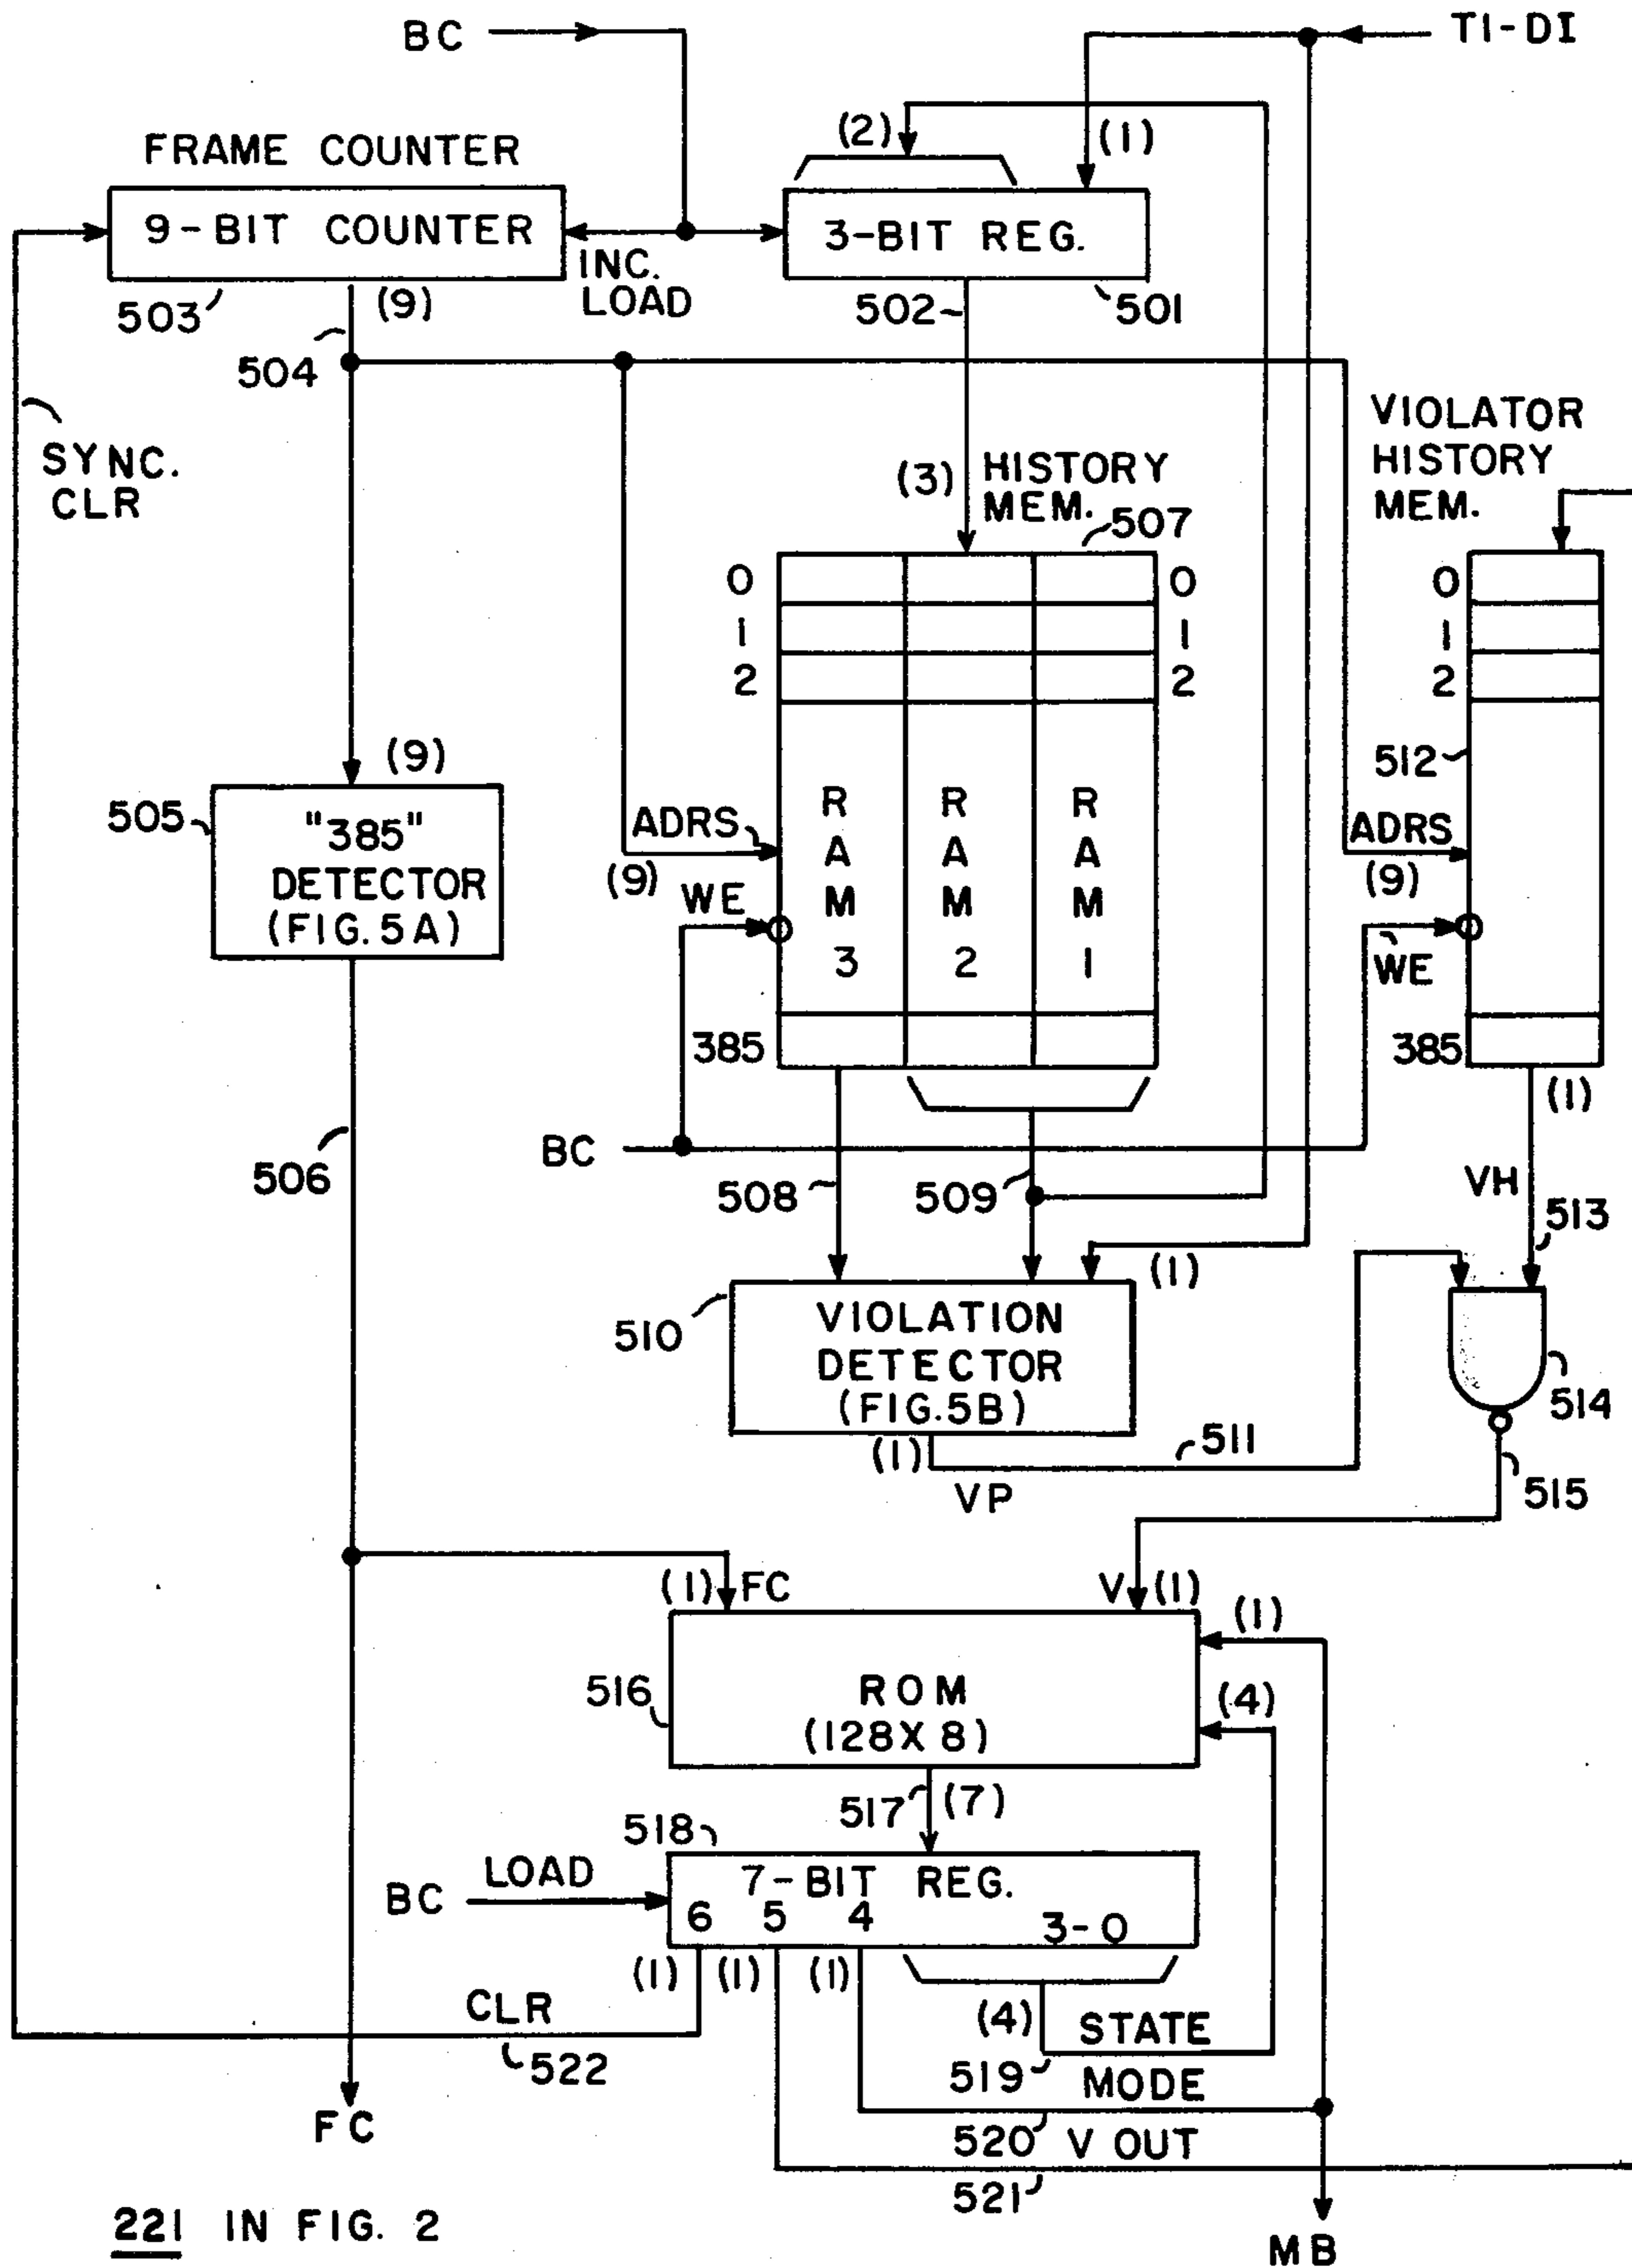 BC
T1-DI
FRAME COUNTER
(2)
(1)
9-BIT COUNTER
3-BIT REG.
INC.
LOAD
503
(9)
502
501
504
SYNC.
CLR
(3)
HISTORY
MEM.
507
VIOLATOR
HISTORY
MEM.
0
0
0
1
1
1
2
2
2
512
(9)
505
"385"
DETECTOR
(FIG. 5A)
ADRS
(9)
WE
RAM 3
RAM 2
RAM 1
ADRS
(9)
WE
385
385
(1)
BC
506
508
509
VH
513
(1)
510
VIOLATION
DETECTOR
(FIG.5B)
514
(1)
511
VP
515
(1)
FC
V
(1)
(1)
516
ROM
(128X8)
(4)
517
(7)
518
LOAD
BC
7-BIT REG.
6
5
4
3-0
(1)
(1)
(1)
CLR
(4)
STATE
522
519
MODE
FC
520
V OUT
521
221 IN FIG. 2
MB